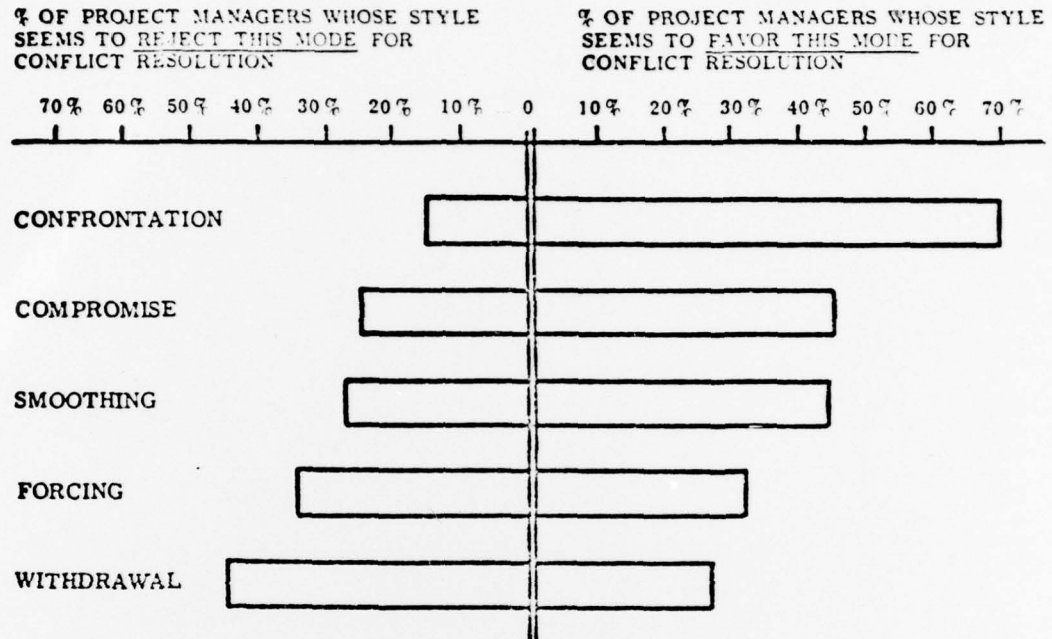 % OF PROJECT MANAGERS WHOSE STYLE
SEEMS TO REJECT THIS MODE FOR
CONFLICT RESOLUTION
% OF PROJECT MANAGERS WHOSE STYLE
SEEMS TO FAVOR THIS MODE FOR
CONFLICT RESOLUTION
70% 60% 50% 40% 30% 20% 10% 0 10% 20% 30% 40% 50% 60% 70%
CONFRONTATION
COMPROMISE
SMOOTHING
FORCING
WITHDRAWAL